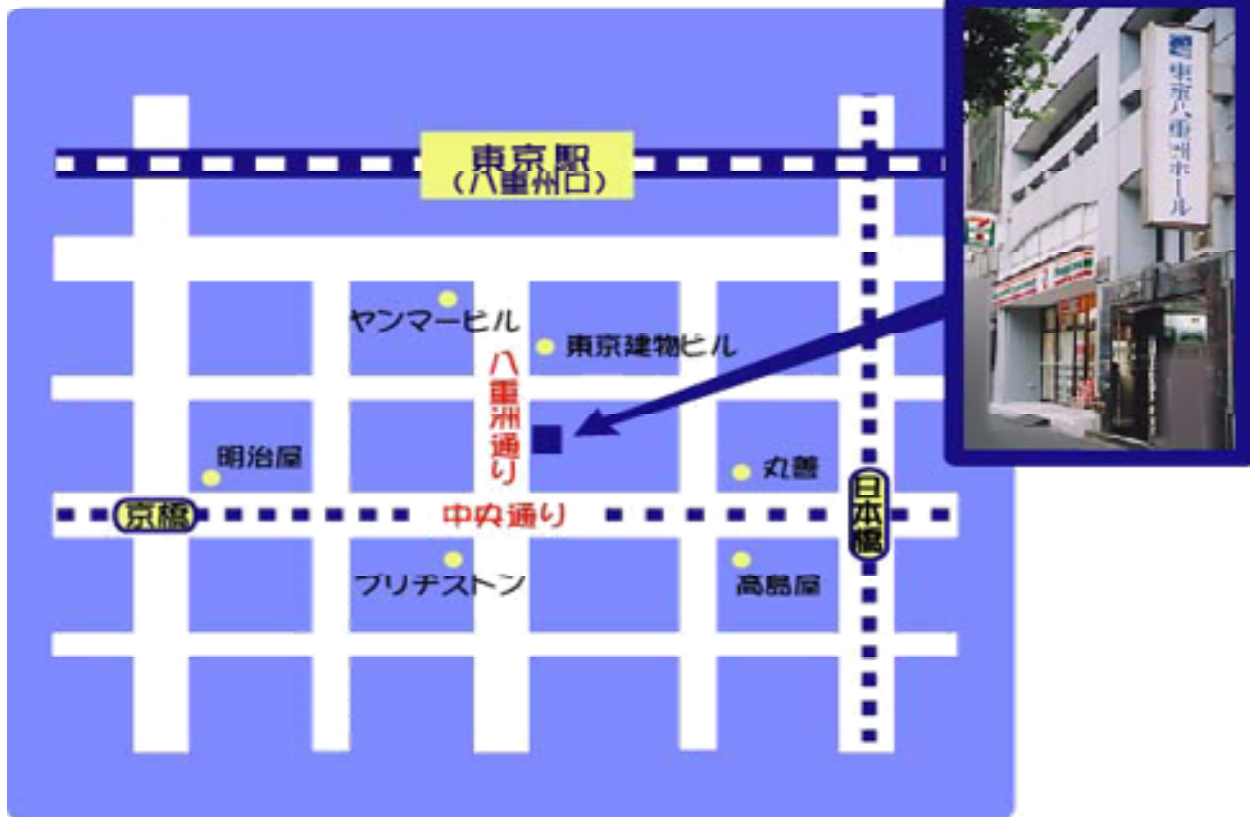 東京駅
(八重州口)
ヤンマービル
東京建物ビル
八重洲通り
明治屋
丸善
京橋
中央通り
日本橋
ブリヂストン
高島屋
東京八重洲ホール
7